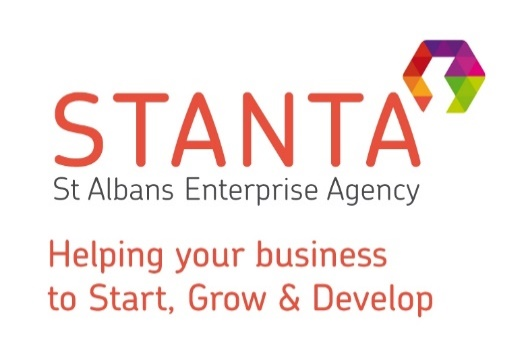 STANTA
St Albans Enterprise Agency
Helping your business
to Start, Grow & Develop